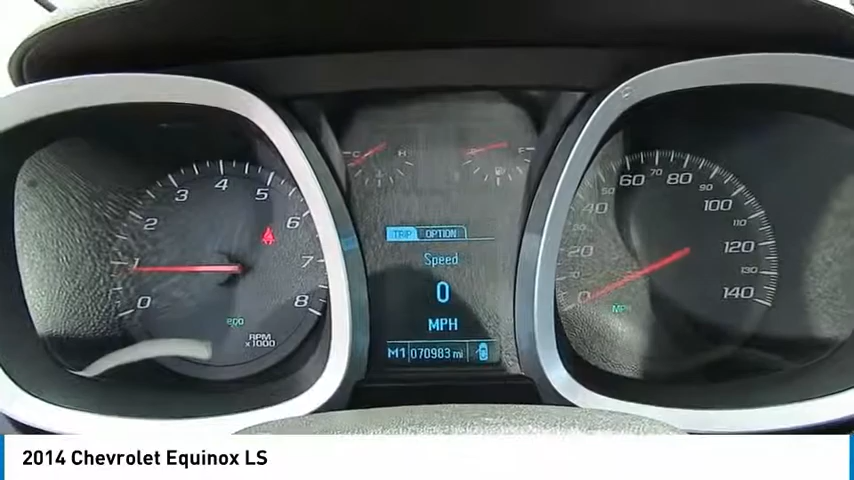 C H
F
TRIP OPTION
Speed
0
MPH
M1 070983 mi
0 1 2 3 4 5 6 7 8
RPM
x1000
0 20 40 50 60 70 80 90 100 110 120 130 140
2014 Chevrolet Equinox LS